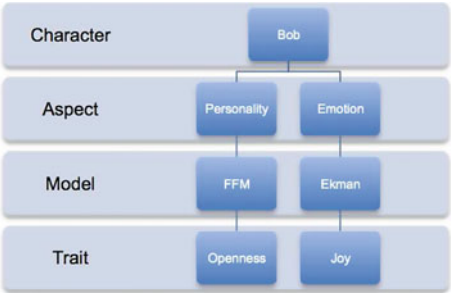 Character
Bob
Aspect
Personality
Emotion
Model
FFM
Ekman
Trait
Openness
Joy